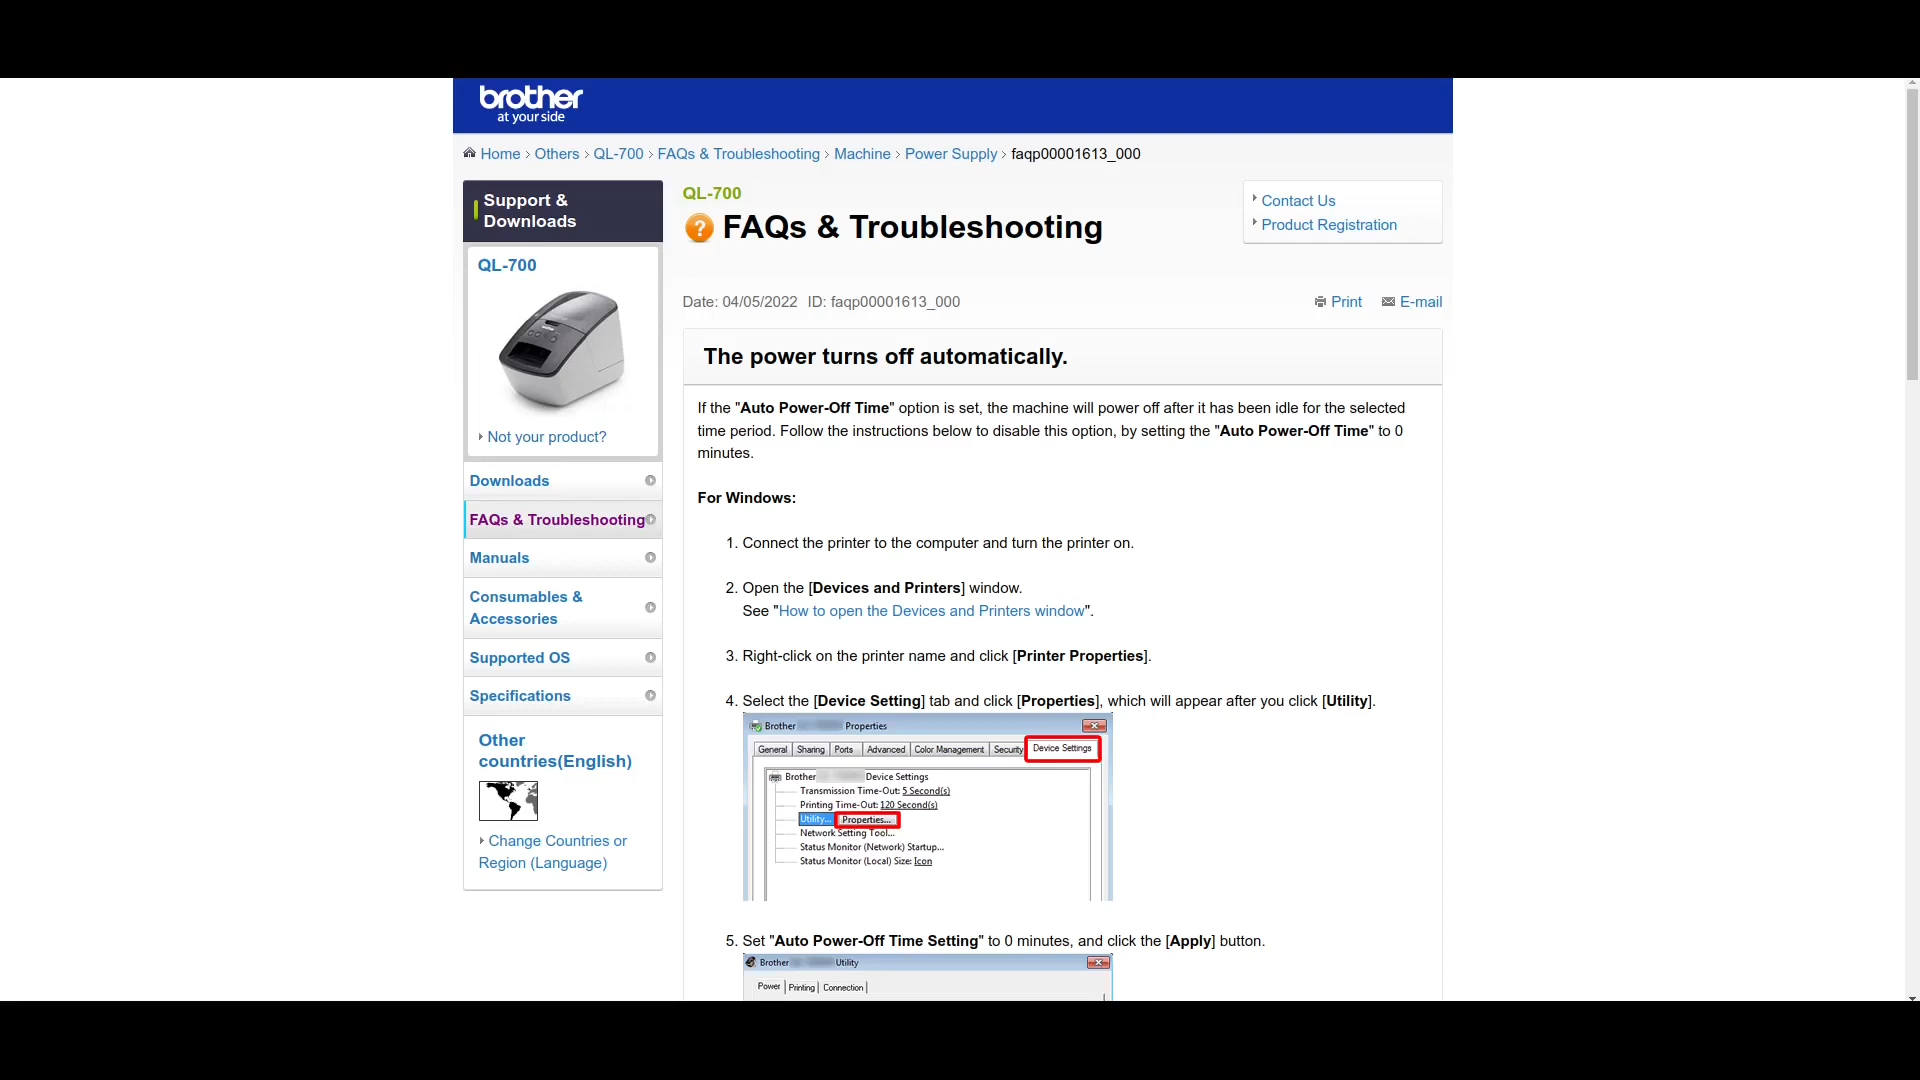 brother
at your side
Home › Others › QL-700 › FAQs & Troubleshooting › Machine › Power Supply › faqp00001613_000
Support &
Downloads
QL-700
Not your product?
Downloads
FAQs & Troubleshooting
Manuals
Consumables &
Accessories
Supported OS
Specifications
Other
countries(English)
Change Countries or
Region (Language)
QL-700
? FAQs & Troubleshooting
Contact Us
Product Registration
Date: 04/05/2022 ID: faqp00001613_000
Print E-mail
The power turns off automatically.
If the "Auto Power-Off Time" option is set, the machine will power off after it has been idle for the selected
time period. Follow the instructions below to disable this option, by setting the "Auto Power-Off Time" to 0
minutes.
For Windows:
1. Connect the printer to the computer and turn the printer on.
2. Open the [Devices and Printers] window.
See "How to open the Devices and Printers window".
3. Right-click on the printer name and click [Printer Properties].
4. Select the [Device Setting] tab and click [Properties], which will appear after you click [Utility].
Brother Properties
General Sharing Ports Advanced Color Management Security Device Settings
Brother Device Settings
Transmission Time-Out: 5 Second(s)
Printing Time-Out: 120 Second(s)
Utility... Properties...
Network Setting Tool...
Status Monitor (Network) Startup...
Status Monitor (Local) Size: Icon
5. Set "Auto Power-Off Time Setting" to 0 minutes, and click the [Apply] button.
Brother Utility
Power Printing Connection